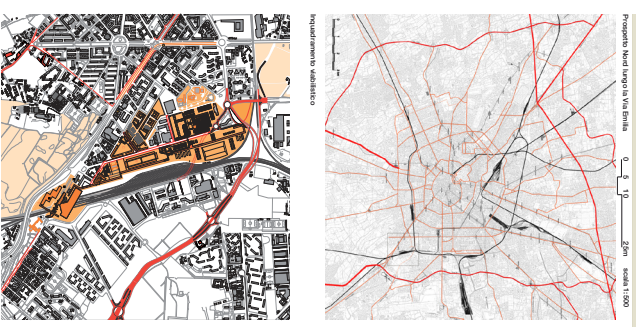 Inquadramento viabilistico
Prospetto Nord lungo la Via Emilia
0 5 10 25m scala 1:500